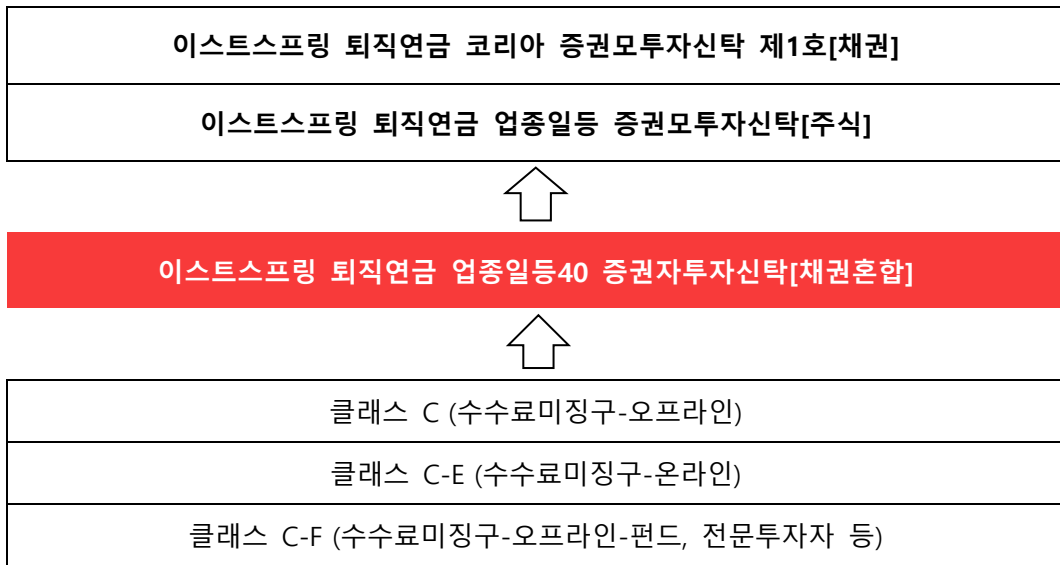 이스트스프링 퇴직연금 코리아 증권모투자신탁 제1호[채권]
이스트스프링 퇴직연금 업종일등 증권모투자신탁[주식]
이스트스프링 퇴직연금 업종일등40 증권자투자신탁[채권혼합]
클래스 C (수수료미징구-오프라인)
클래스 C-E (수수료미징구-온라인)
클래스 C-F (수수료미징구-오프라인-펀드, 전문투자자 등)